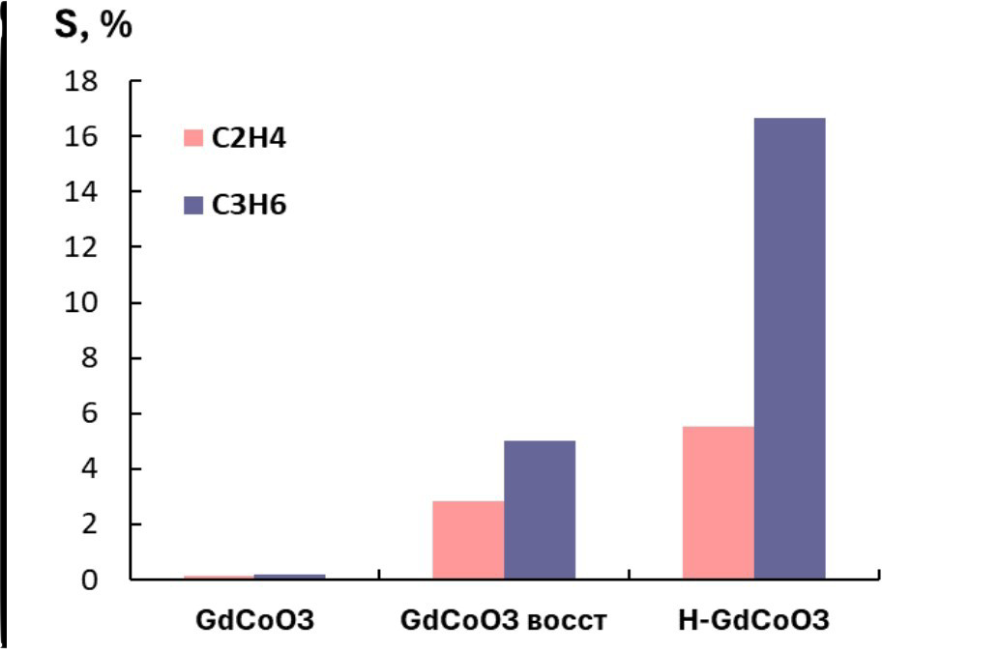 S, %
18
16
14
12
10
8
6
4
2
0
C2H4
C3H6
GdCoO3
GdCoO3 восст
H-GdCoO3